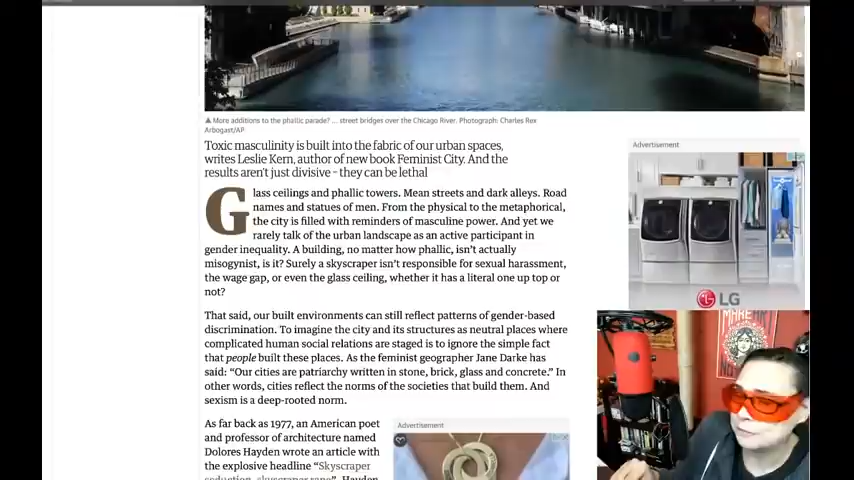 ▲ More additions to the phallic parade? ... street bridges over the Chicago River. Photograph: Charles Rex
Arbogast/AP
Toxic masculinity is built into the fabric of our urban spaces,
writes Leslie Kern, author of new book Feminist City. And the
results aren't just divisive – they can be lethal
Glass ceilings and phallic towers. Mean streets and dark alleys. Road
names and statues of men. From the physical to the metaphorical,
the city is filled with reminders of masculine power. And yet we
rarely talk of the urban landscape as an active participant in
gender inequality. A building, no matter how phallic, isn't actually
misogynist, is it? Surely a skyscraper isn't responsible for sexual harassment,
the wage gap, or even the glass ceiling, whether it has a literal one up top or
not?
That said, our built environments can still reflect patterns of gender-based
discrimination. To imagine the city and its structures as neutral places where
complicated human social relations are staged is to ignore the simple fact
that people built these places. As the feminist geographer Jane Darke has
said: “Our cities are patriarchy written in stone, brick, glass and concrete.” In
other words, cities reflect the norms of the societies that build them. And
sexism is a deep-rooted norm.
As far back as 1977, an American poet
and professor of architecture named
Dolores Hayden wrote an article with
the explosive headline “Skyscraper
seduction, skyscraper rape”. Hayden
Advertisement
Advertisement
LG
MAKE